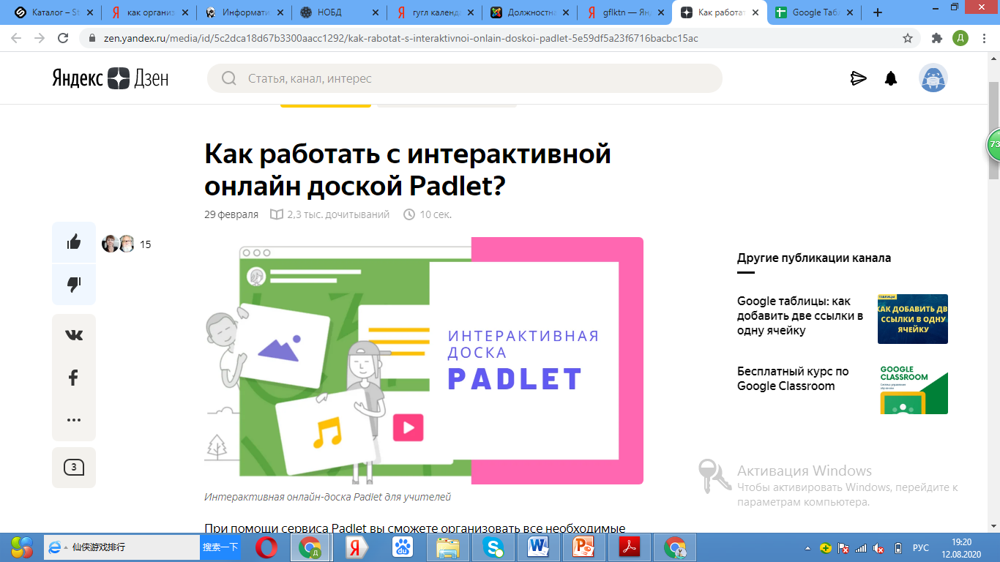 Каталог – St
как организ
Информати
НОБД
гугл календ
Должностна
gflktn — Ян
Как работат
Google Табл
zen.yandex.ru/media/id/5c2dca18d67b3300aacc1292/kak-rabotat-s-interaktivnoi-onlain-doskoi-padlet-5e59df5a23f6716bacbc15ac
Д
Яндекс Дзен
Статья, канал, интерес
73
Как работать с интерактивной
онлайн доской Padlet?
29 февраля 2,3 тыс. дочитываний 10 сек.
15
3
ИНТЕРАКТИВНАЯ
ДОСКА
PADLET
Интерактивная онлайн-доска Padlet для учителей
При помощи сервиса Padlet вы сможете организовать все необходимые
Другие публикации канала
Google таблицы: как
добавить две ссылки в
одну ячейку
ТАБЛИЦЫ
КАК ДОБАВИТЬ ДВ
ССЫЛКИ В ОДНУ
ЯЧЕЙКУ
Бесплатный курс по
Google Classroom
GOOGLE
CLASSROOM
Активация Windows
Чтобы активировать Windows, перейдите к
параметрам компьютера.
仙侠游戏排行
搜索一下
РУС
19:20
12.08.2020